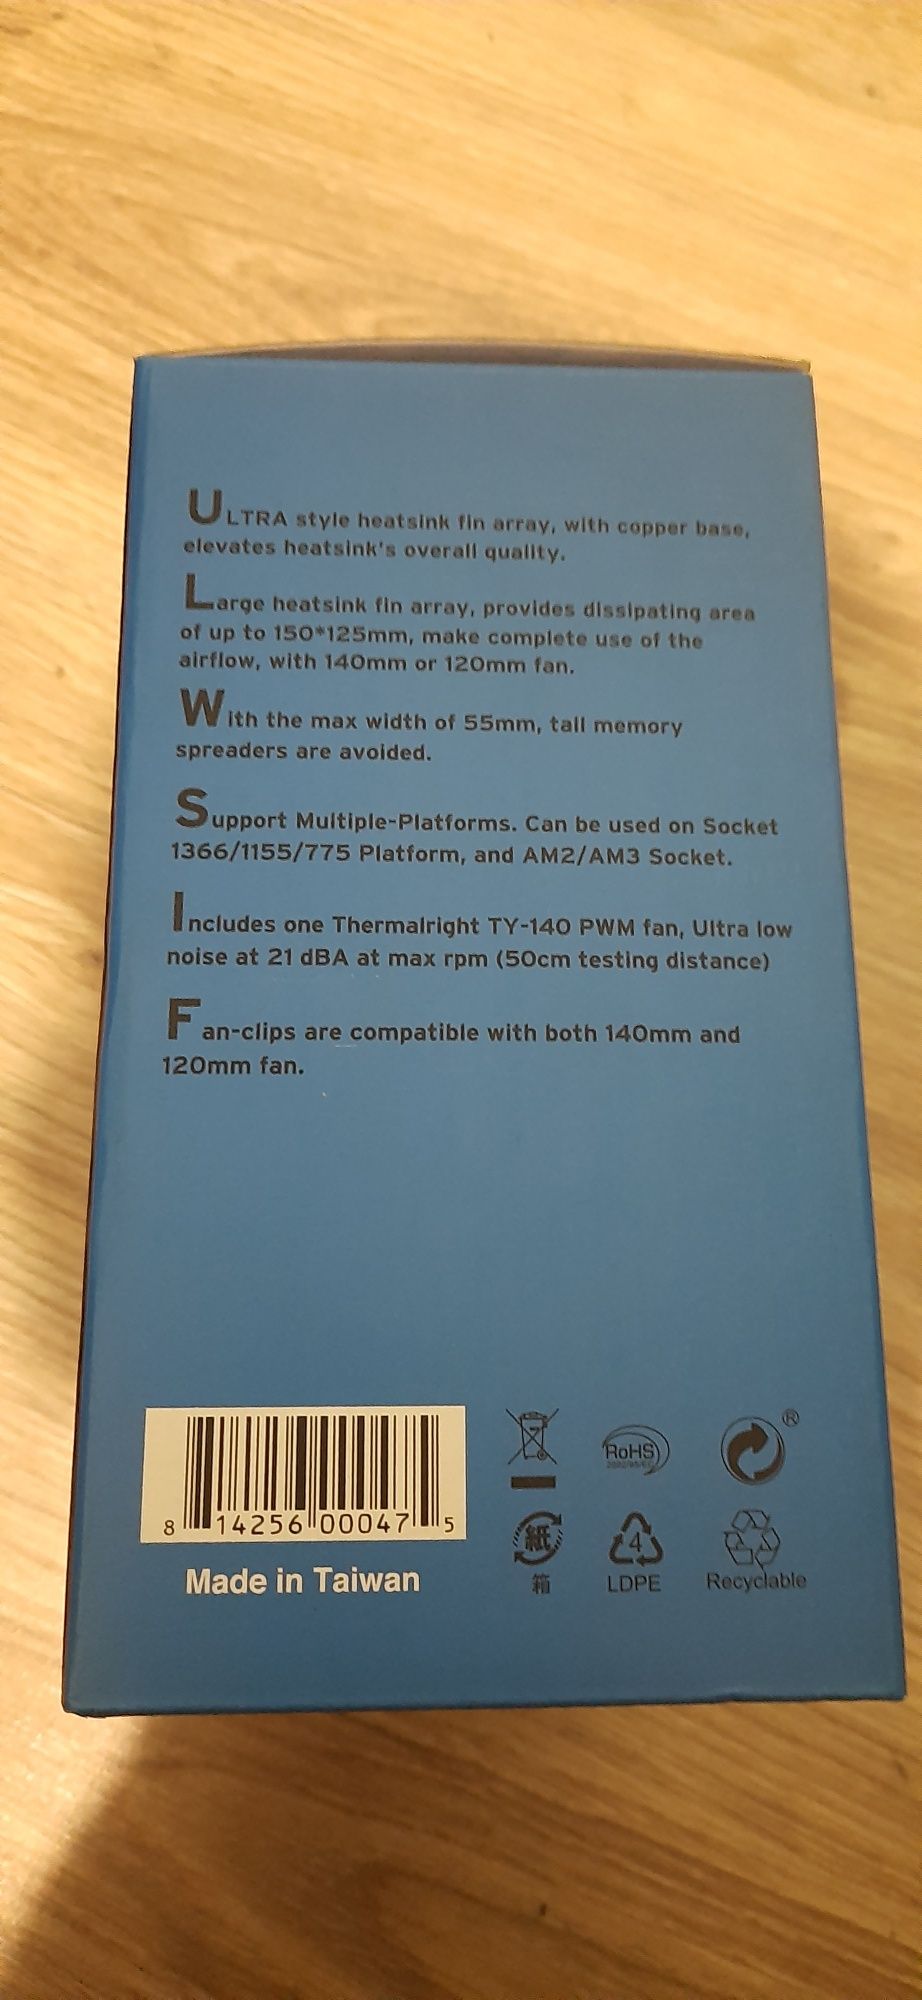 ULTRA style heatsink fin array, with copper base,
elevates heatsink's overall quality.
Large heatsink fin array, provides dissipating area
of up to 150*125mm, make complete use of the
airflow, with 140mm or 120mm fan.
With the max width of 55mm, tall memory
spreaders are avoided.
Support Multiple-Platforms. Can be used on Socket
1366/1155/775 Platform, and AM2/AM3 Socket.
Includes one Thermalright TY-140 PWM fan, Ultra low
noise at 21 dBA at max rpm (50cm testing distance)
Fan-clips are compatible with both 140mm and
120mm fan.
8 14256 00047 5
Made in Taiwan
RoHS
®
紙
箱
4
LDPE
Recyclable